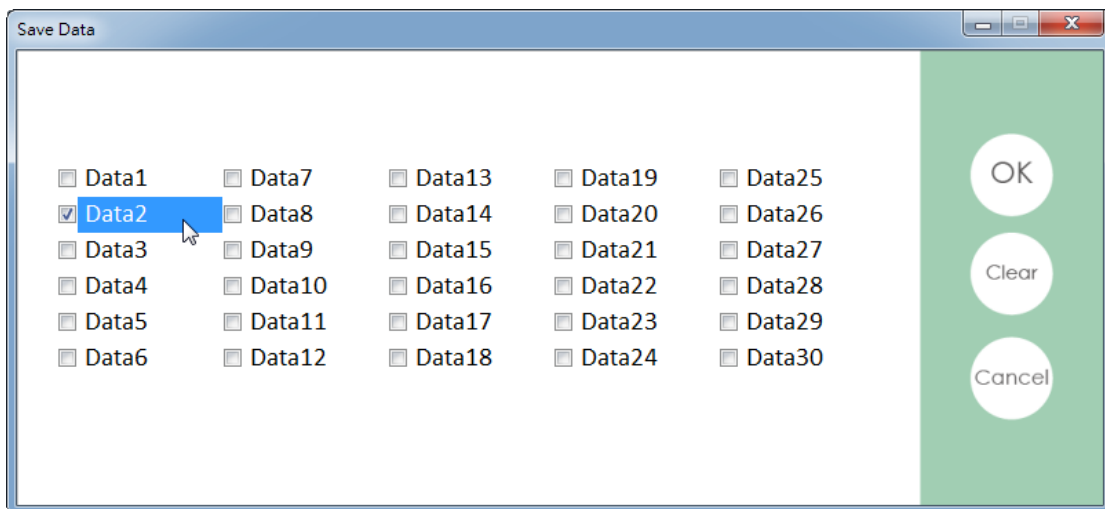 Save Data
Data1 Data7 Data13 Data19 Data25
Data2 Data8 Data14 Data20 Data26
Data3 Data9 Data15 Data21 Data27
Data4 Data10 Data16 Data22 Data28
Data5 Data11 Data17 Data23 Data29
Data6 Data12 Data18 Data24 Data30
OK
Clear
Cancel